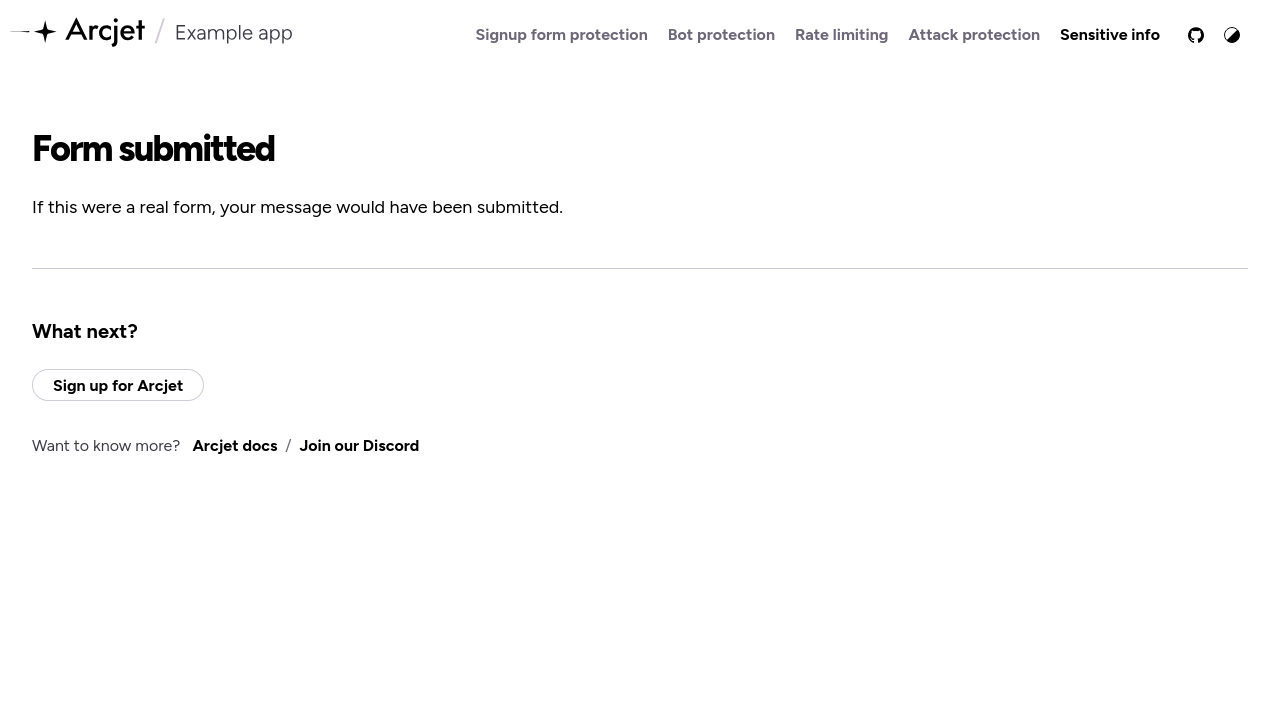 Arcjet / Example app
Signup form protection Bot protection Rate limiting Attack protection Sensitive info
Form submitted
If this were a real form, your message would have been submitted.
What next?
Sign up for Arcjet
Want to know more? Arcjet docs / Join our Discord